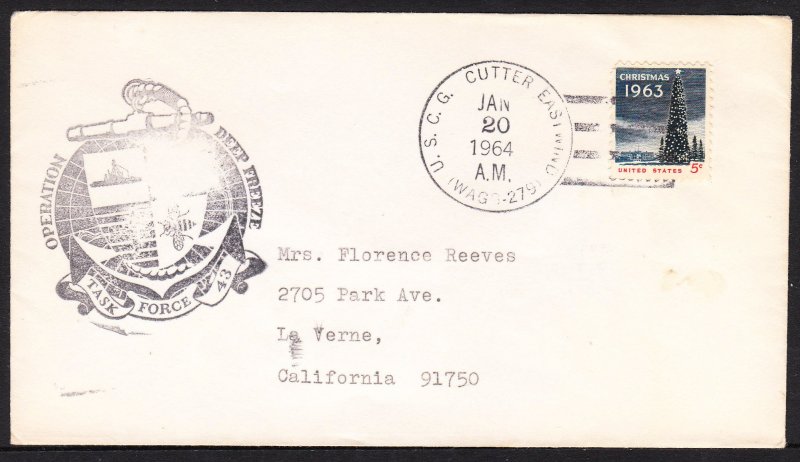 OPERATION DEEP FREEZE
TASK FORCE 43
U. S. C. G. CUTTER EASTWIND
JAN
20
1964
A.M.
(WAGB-279)
CHRISTMAS
1963
UNITED STATES 5c
Mrs. Florence Reeves
2705 Park Ave.
La Verne,
California 91750